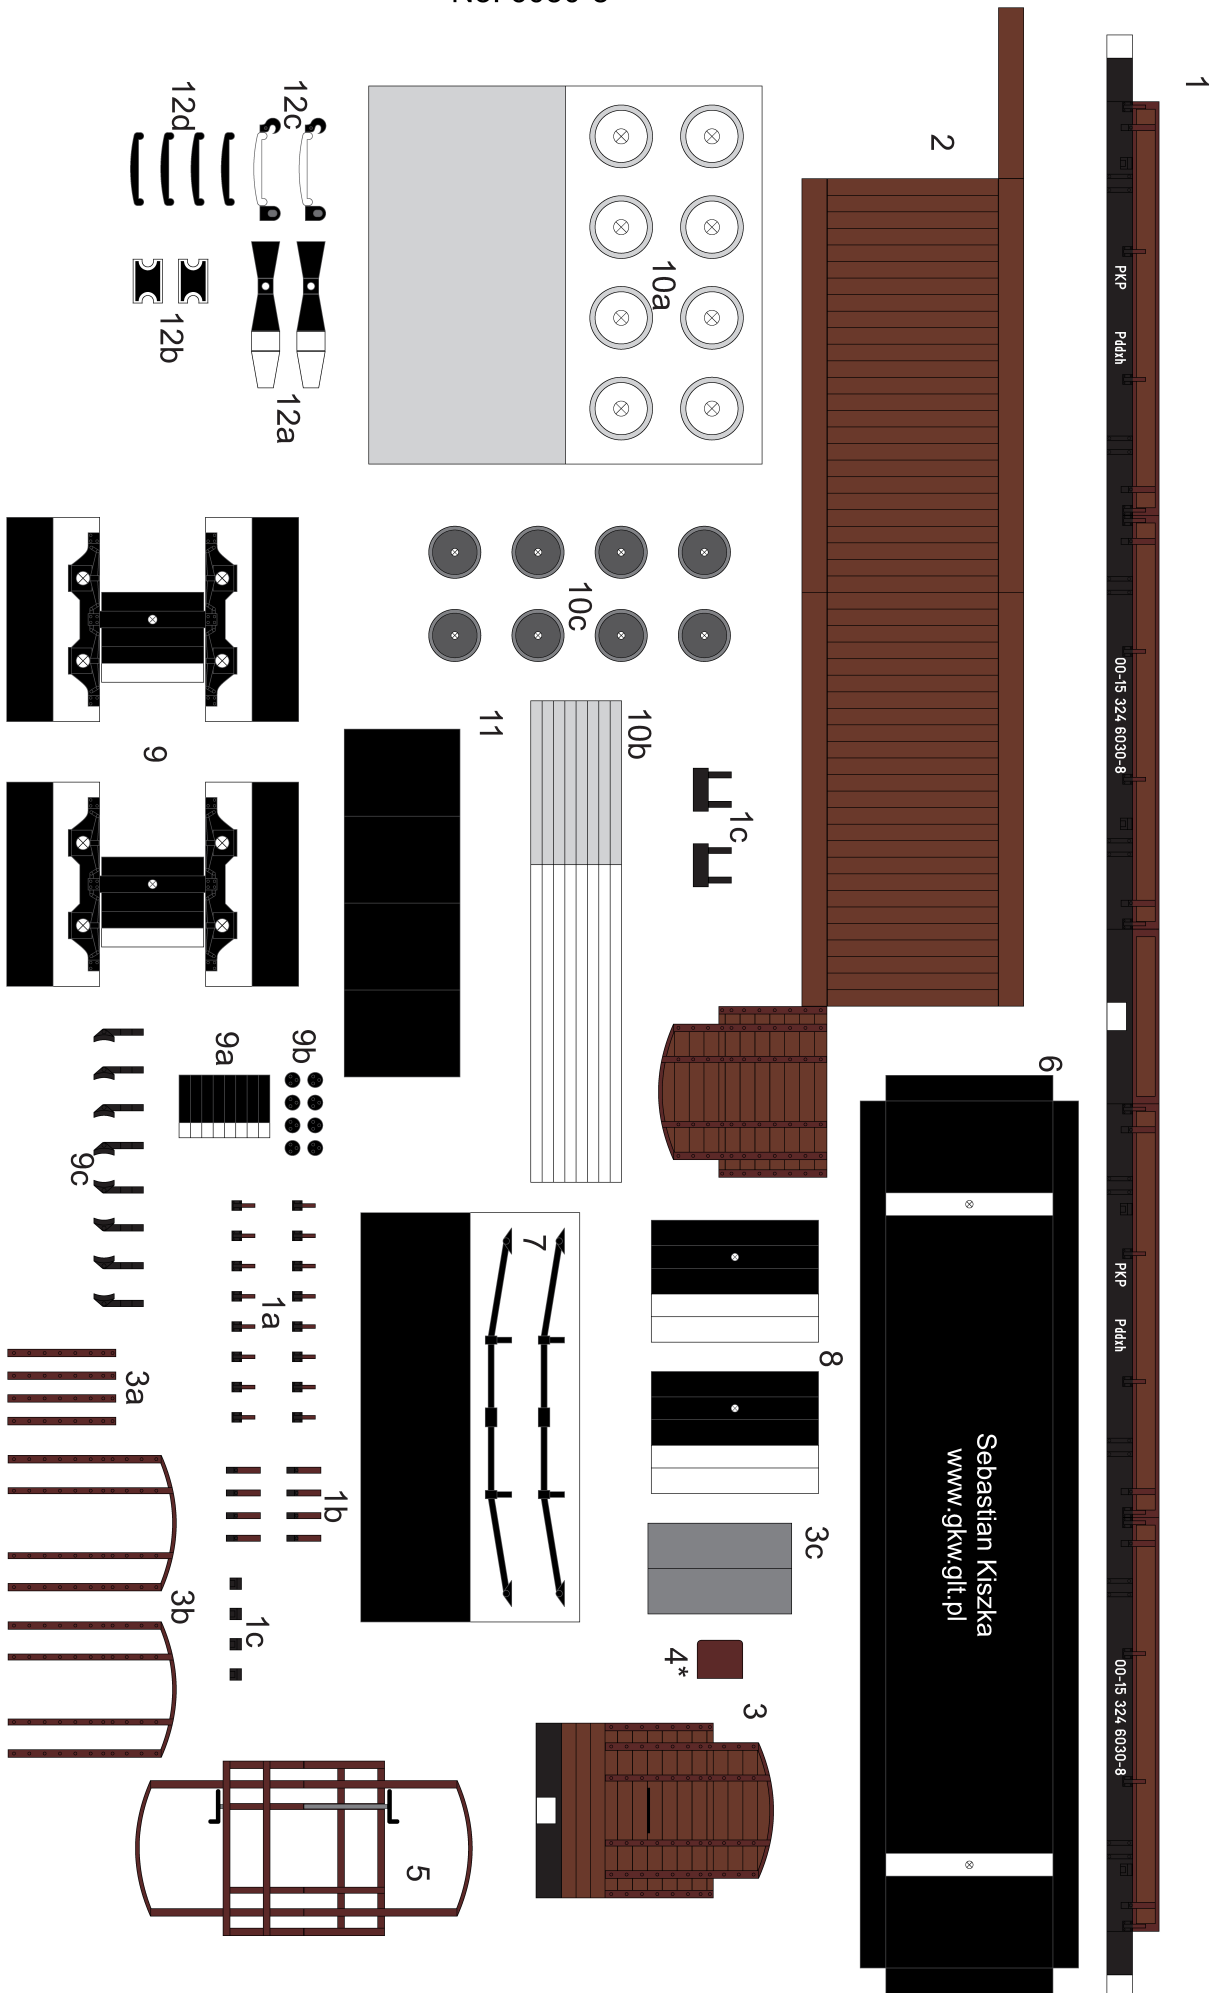 1
2
PKP Pddxh
00-15 324 6030-8
PKP Pddxh
00-15 324 6030-8
12d
12c
12b
12a
10a
10c
10b
11
1c
9
9a
9b
9c
6
Sebastian Kiszka
www.gkw.glt.pl
7
8
1a
1b
1c
3a
3b
3c
4*
3
5